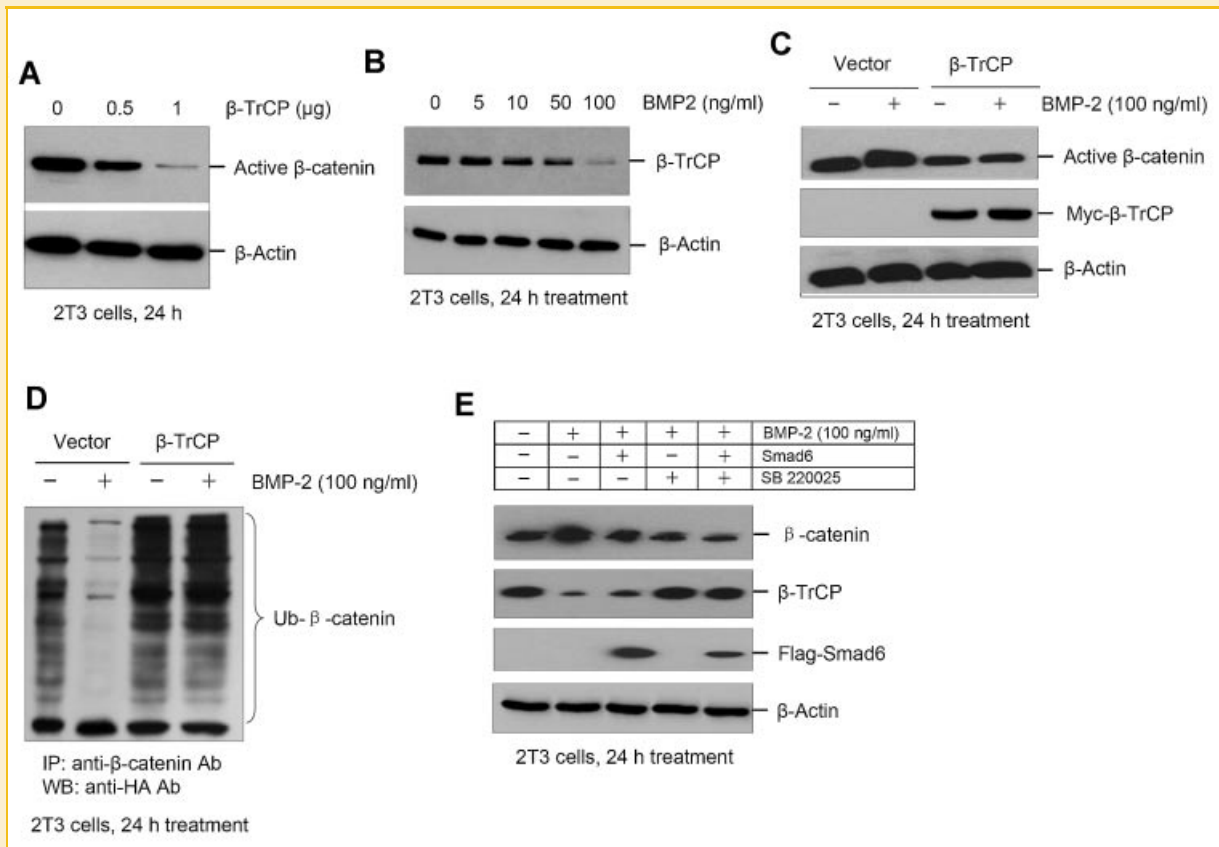 A
0 0.5 1 β-TrCP (µg)
Active β-catenin
β-Actin
2T3 cells, 24 h
B
0 5 10 50 100 BMP2 (ng/ml)
β-TrCP
β-Actin
2T3 cells, 24 h treatment
C
Vector β-TrCP
– + – + BMP-2 (100 ng/ml)
Active β-catenin
Myc-β-TrCP
β-Actin
2T3 cells, 24 h treatment
D
Vector β-TrCP
– + – + BMP-2 (100 ng/ml)
Ub-β-catenin
IP: anti-β-catenin Ab
WB: anti-HA Ab
2T3 cells, 24 h treatment
E
– + + + + BMP-2 (100 ng/ml)
– – + – + Smad6
– – – + + SB 220025
β-catenin
β-TrCP
Flag-Smad6
β-Actin
2T3 cells, 24 h treatment